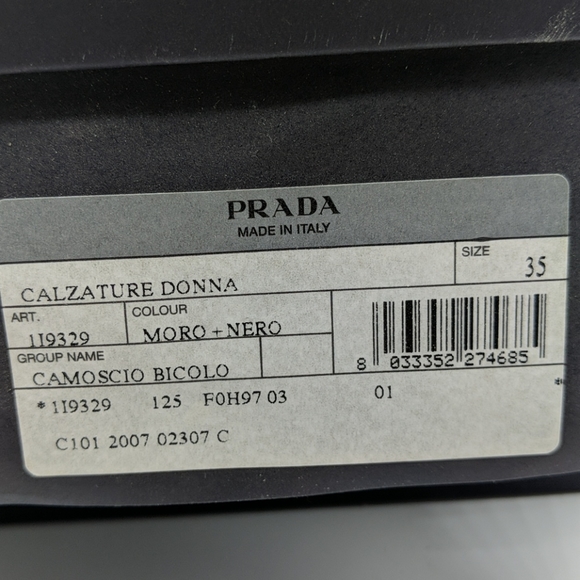 PRADA
MADE IN ITALY
CALZATURE DONNA
SIZE
35
ART.
1I9329
COLOUR
MORO + NERO
GROUP NAME
CAMOSCIO BICOLO
8 033352 274685
*1I9329 125 F0H97 03 01 *
C101 2007 02307 C